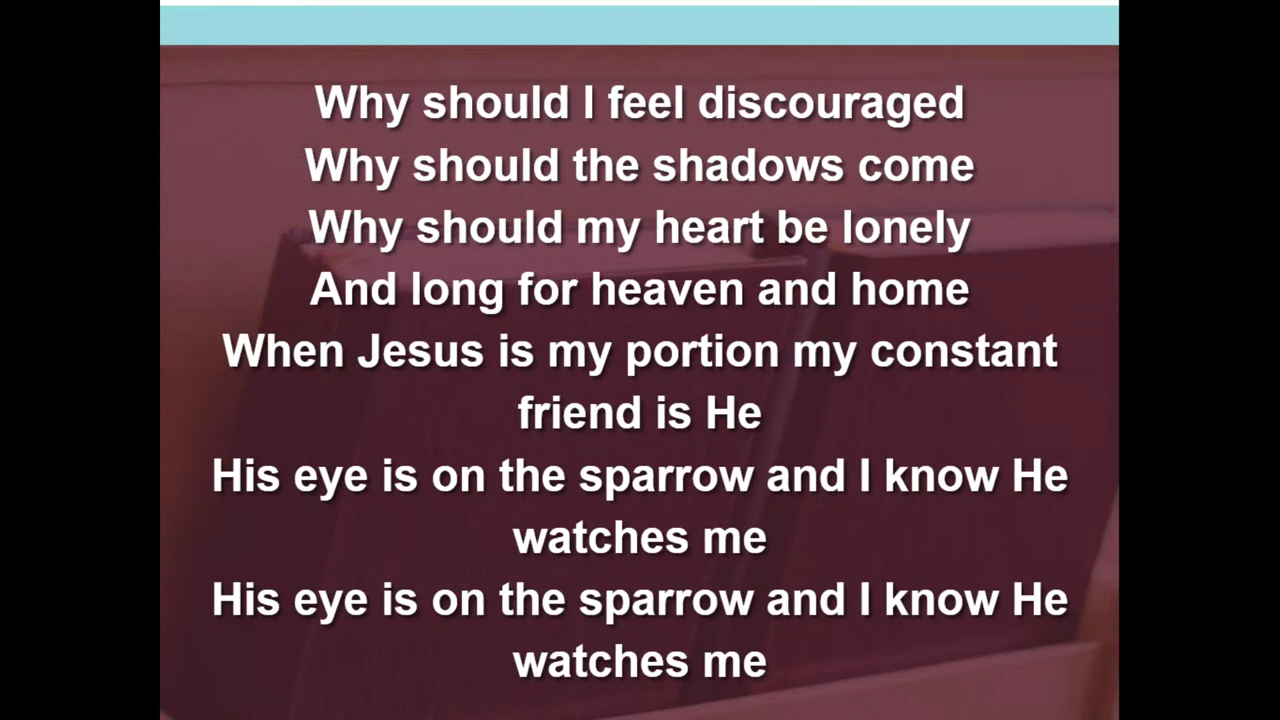 Why should I feel discouraged
Why should the shadows come
Why should my heart be lonely
And long for heaven and home
When Jesus is my portion my constant
friend is He
His eye is on the sparrow and I know He
watches me
His eye is on the sparrow and I know He
watches me